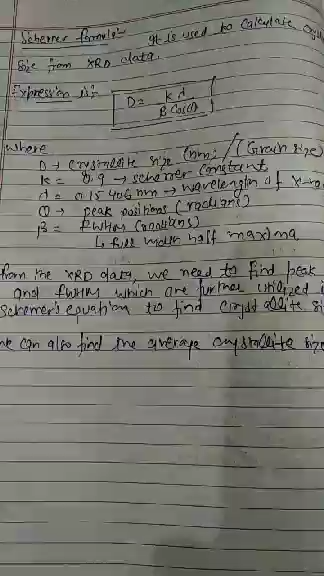 Scherrer formula:- It is used to calculate
Size from XRD data.
Expression is:-
D = K d / B Cos(θ)
where
D → crystallite size (nm) / (Grain size)
K = 0.9 → scherrer constant
d = 0.15406 nm → wavelength of x-ra
θ → peak positions (radians)
β = FWHM (radians)
↳ full width half maxima
from the XRD data, we need to find peak
and FWHM which are further utilized i
Scherrer's equation to find crystallite si
we can also find the average crystallite size